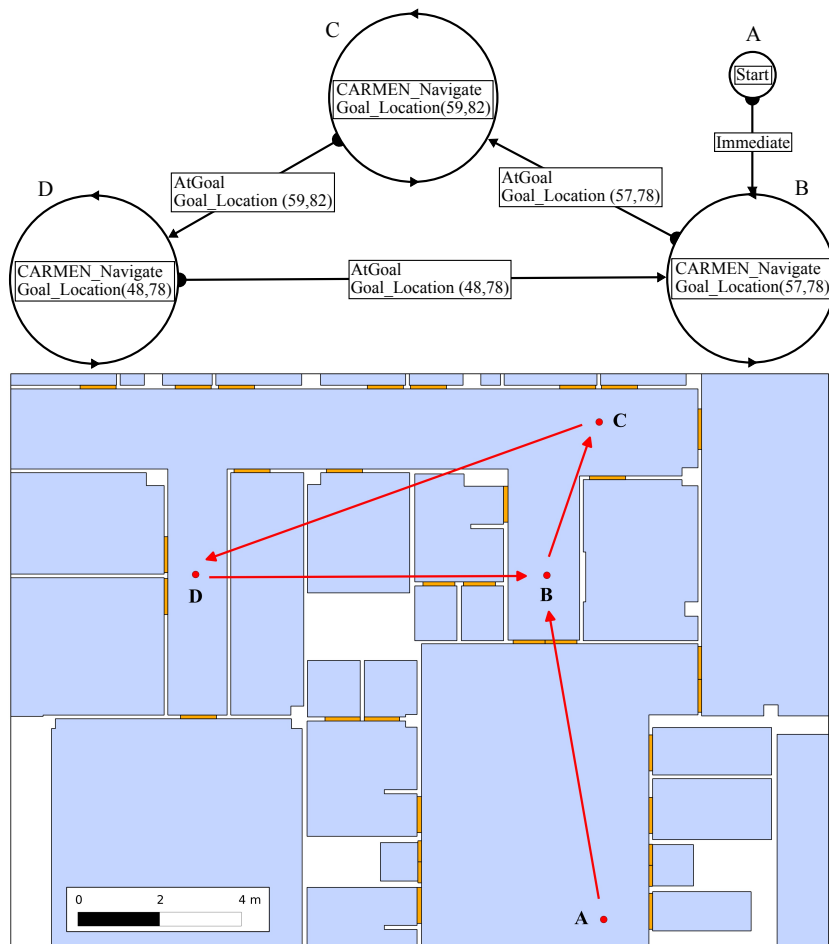 C
A
Start
CARMEN_Navigate
Goal_Location(59,82)
Immediate
D
AtGoal
Goal_Location (59,82)
AtGoal
Goal_Location (57,78)
B
CARMEN_Navigate
Goal_Location(48,78)
AtGoal
Goal_Location (48,78)
CARMEN_Navigate
Goal_Location(57,78)
C
D
B
A
0 2 4 m